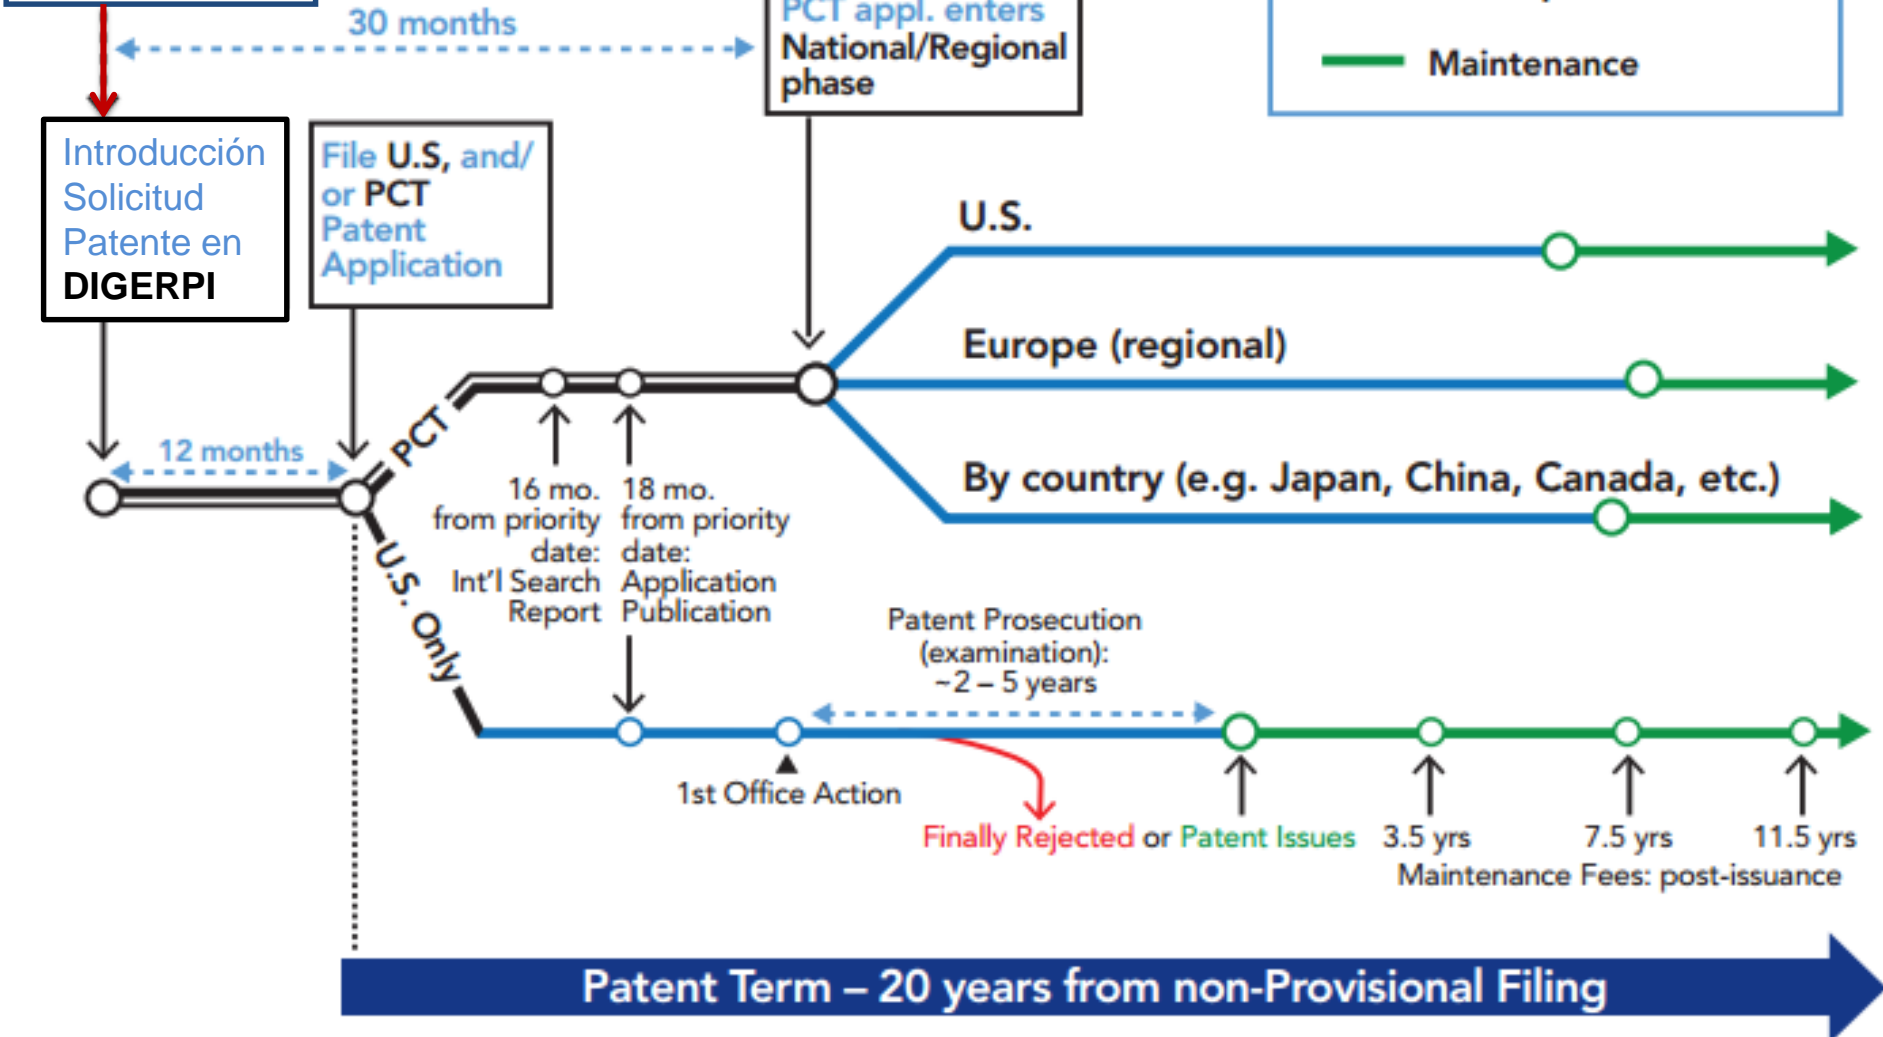 30 months
PCT appl. enters
National/Regional
phase
Maintenance
Introducción
Solicitud
Patente en
DIGERPI
File U.S, and/
or PCT
Patent
Application
U.S.
Europe (regional)
By country (e.g. Japan, China, Canada, etc.)
12 months
PCT
U.S. Only
16 mo.
from priority
date:
Int'l Search
Report
18 mo.
from priority
date:
Application
Publication
Patent Prosecution
(examination):
~2 – 5 years
1st Office Action
Finally Rejected or Patent Issues
3.5 yrs
7.5 yrs
11.5 yrs
Maintenance Fees: post-issuance
Patent Term – 20 years from non-Provisional Filing